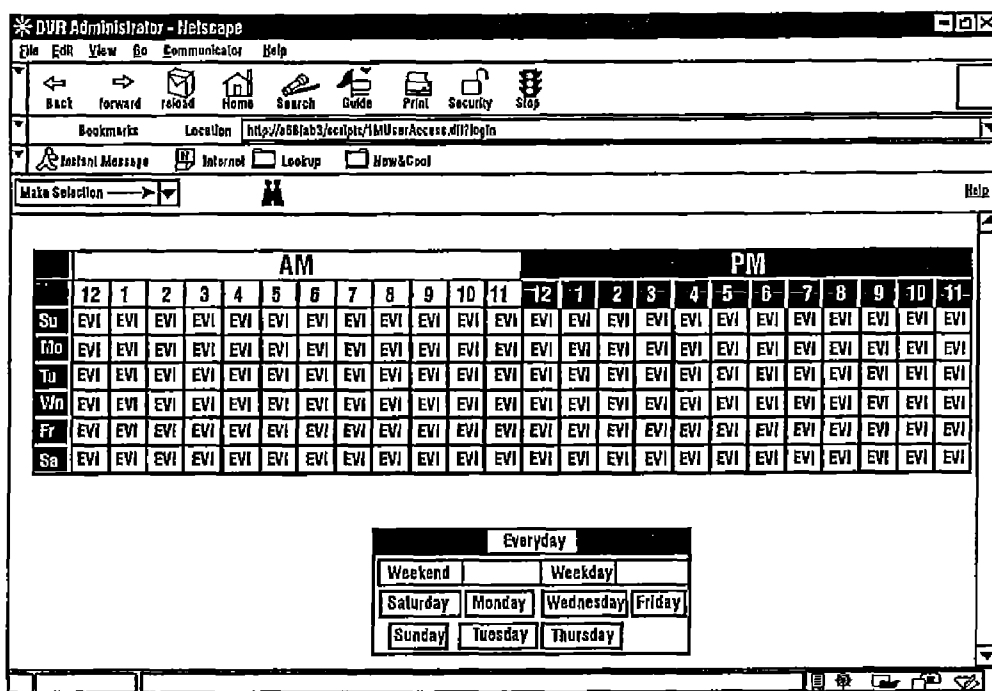 DVR Administrator - Netscape
File Edit View Go Communicator Help
Back forward reload Home Search Guide Print Security Stop
Bookmarks Location http://a68lab3/scripts/1MUserAccess.dll?login
Instant Message Internet Lookup New&Cool
Make Selection Help
AM PM
12 1 2 3 4 5 6 7 8 9 10 11 12 1 2 3 4 5 6 7 8 9 10 11
Su EVI EVI EVI EVI EVI EVI EVI EVI EVI EVI EVI EVI EVI EVI EVI EVI EVI EVI EVI EVI EVI EVI EVI EVI
Mo EVI EVI EVI EVI EVI EVI EVI EVI EVI EVI EVI EVI EVI EVI EVI EVI EVI EVI EVI EVI EVI EVI EVI EVI
Tu EVI EVI EVI EVI EVI EVI EVI EVI EVI EVI EVI EVI EVI EVI EVI EVI EVI EVI EVI EVI EVI EVI EVI EVI
Wn EVI EVI EVI EVI EVI EVI EVI EVI EVI EVI EVI EVI EVI EVI EVI EVI EVI EVI EVI EVI EVI EVI EVI EVI
Fr EVI EVI EVI EVI EVI EVI EVI EVI EVI EVI EVI EVI EVI EVI EVI EVI EVI EVI EVI EVI EVI EVI EVI EVI
Sa EVI EVI EVI EVI EVI EVI EVI EVI EVI EVI EVI EVI EVI EVI EVI EVI EVI EVI EVI EVI EVI EVI EVI EVI
Everyday
Weekend Weekday
Saturday Monday Wednesday Friday
Sunday Tuesday Thursday